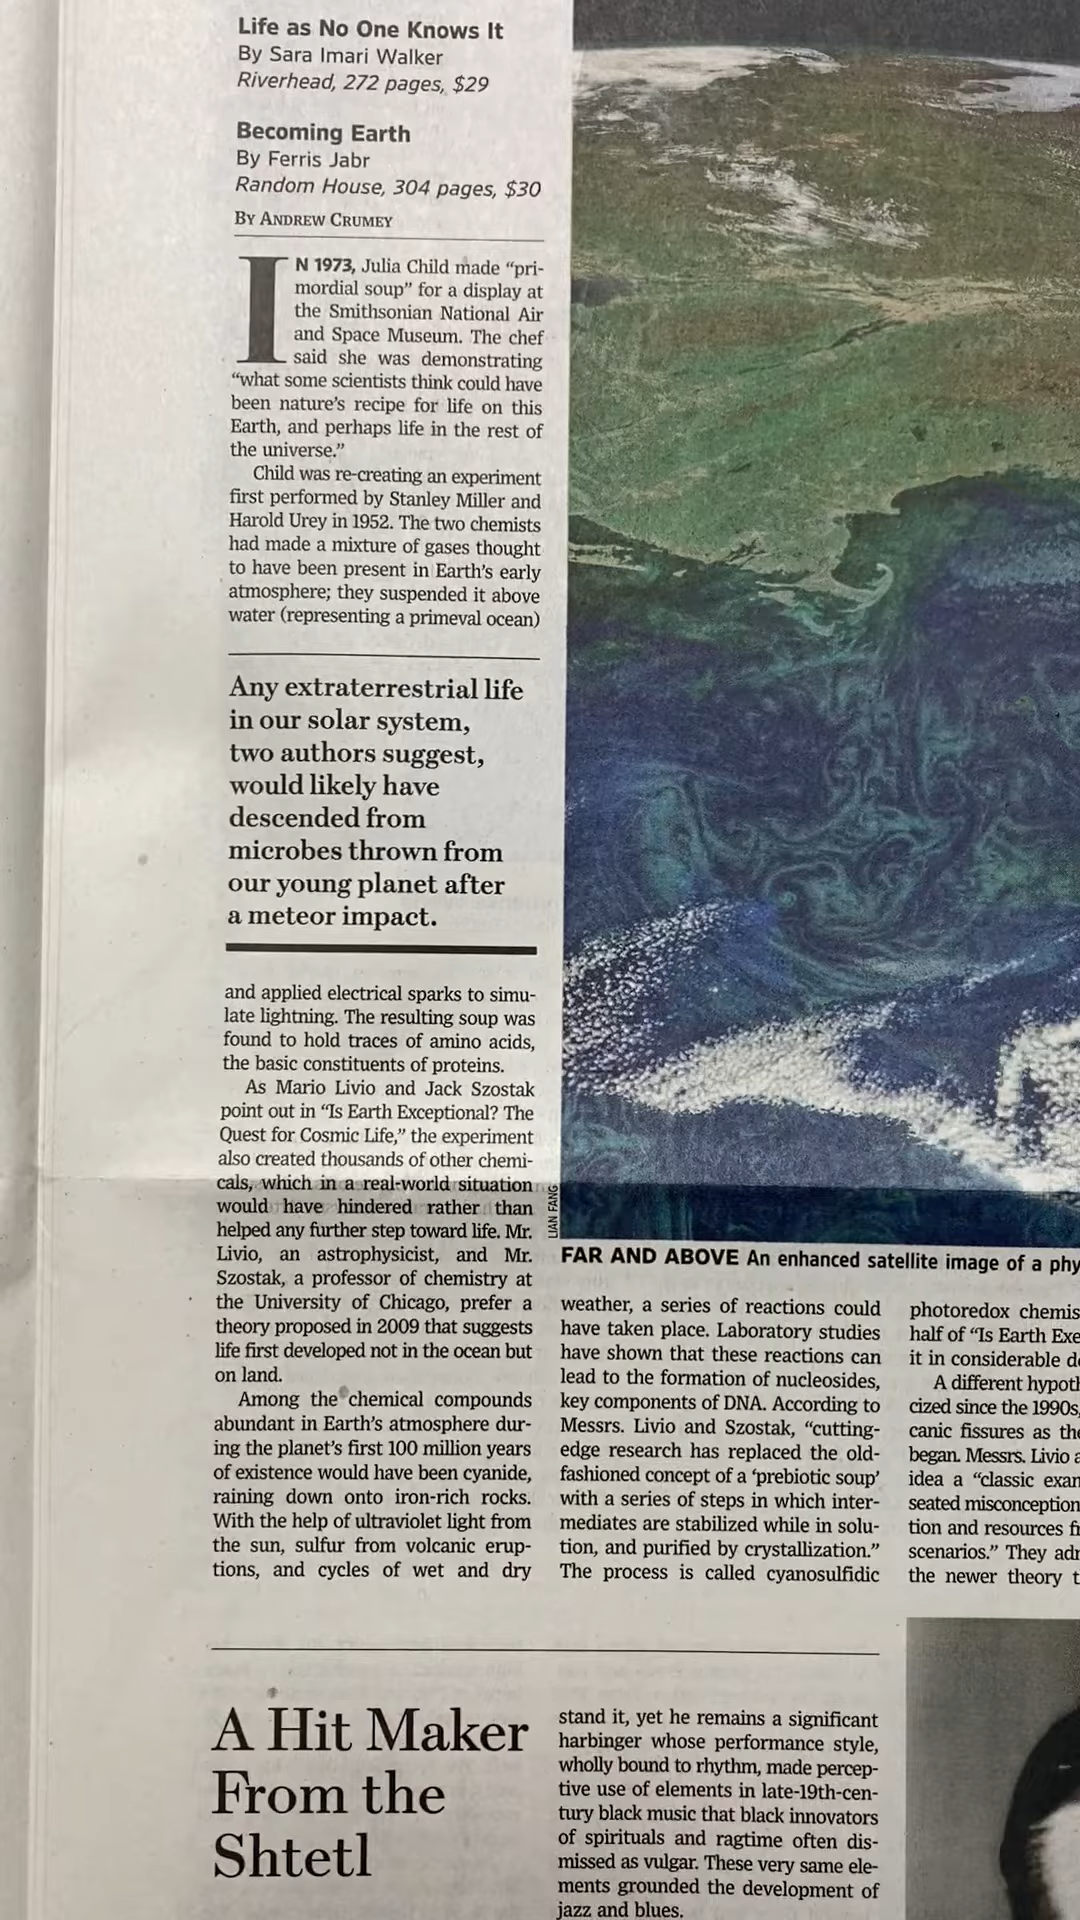 Life as No One Knows It
By Sara Imari Walker
Riverhead, 272 pages, $29
Becoming Earth
By Ferris Jabr
Random House, 304 pages, $30
BY ANDREW CRUMEY
IN 1973, Julia Child made “pri-
mordial soup” for a display at
the Smithsonian National Air
and Space Museum. The chef
said she was demonstrating
“what some scientists think could have
been nature’s recipe for life on this
Earth, and perhaps life in the rest of
the universe.”
Child was re-creating an experiment
first performed by Stanley Miller and
Harold Urey in 1952. The two chemists
had made a mixture of gases thought
to have been present in Earth’s early
atmosphere; they suspended it above
water (representing a primeval ocean)
Any extraterrestrial life
in our solar system,
two authors suggest,
would likely have
descended from
microbes thrown from
our young planet after
a meteor impact.
and applied electrical sparks to simu-
late lightning. The resulting soup was
found to hold traces of amino acids,
the basic constituents of proteins.
As Mario Livio and Jack Szostak
point out in “Is Earth Exceptional? The
Quest for Cosmic Life,” the experiment
also created thousands of other chemi-
cals, which in a real-world situation
would have hindered rather than
helped any further step toward life. Mr.
Livio, an astrophysicist, and Mr.
Szostak, a professor of chemistry at
the University of Chicago, prefer a
theory proposed in 2009 that suggests
life first developed not in the ocean but
on land.
Among the chemical compounds
abundant in Earth’s atmosphere dur-
ing the planet’s first 100 million years
of existence would have been cyanide,
raining down onto iron-rich rocks.
With the help of ultraviolet light from
the sun, sulfur from volcanic erup-
tions, and cycles of wet and dry
LIAN FANG
FAR AND ABOVE An enhanced satellite image of a phy
weather, a series of reactions could
have taken place. Laboratory studies
have shown that these reactions can
lead to the formation of nucleosides,
key components of DNA. According to
Messrs. Livio and Szostak, “cutting-
edge research has replaced the old-
fashioned concept of a ‘prebiotic soup’
with a series of steps in which inter-
mediates are stabilized while in solu-
tion, and purified by crystallization.”
The process is called cyanosulfidic
photoredox chemis
half of “Is Earth Exe
it in considerable de
A different hypoth
cized since the 1990s,
canic fissures as the
began. Messrs. Livio a
idea a “classic exan
seated misconception
tion and resources fr
scenarios.” They adm
the newer theory t
A Hit Maker
From the
Shtetl
stand it, yet he remains a significant
harbinger whose performance style,
wholly bound to rhythm, made percep-
tive use of elements in late-19th-cen-
tury black music that black innovators
of spirituals and ragtime often dis-
missed as vulgar. These very same ele-
ments grounded the development of
jazz and blues.